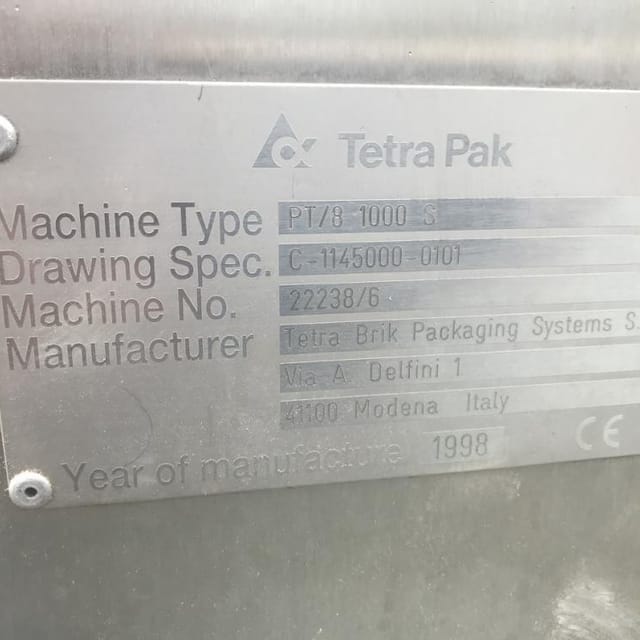 Tetra Pak
Machine Type PT/8 1000 S
Drawing Spec. C-1145000-0101
Machine No. 22238/6
Manufacturer Tetra Brik Packaging Systems S.
Via A. Delfini 1
41100 Modena Italy
Year of manufacture 1998 CE